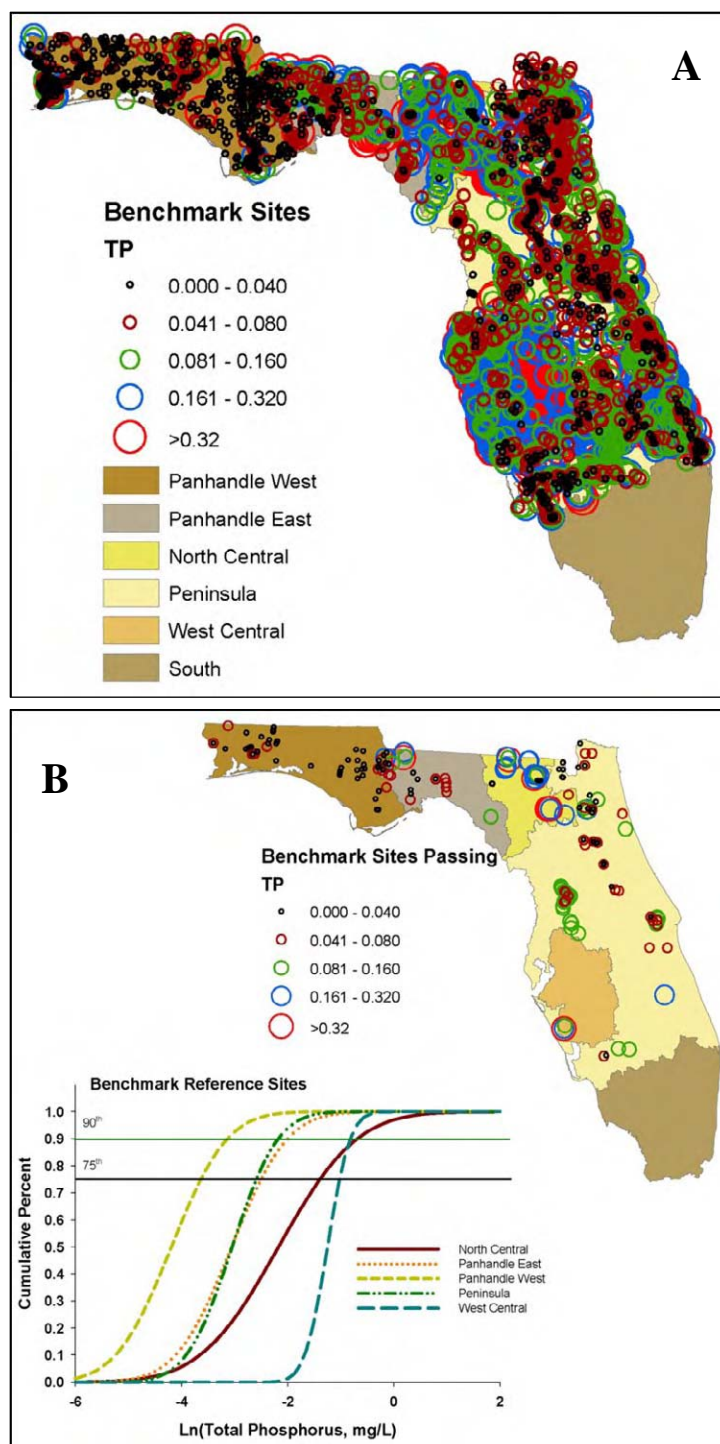 A
Benchmark Sites
TP
0.000 - 0.040
0.041 - 0.080
0.081 - 0.160
0.161 - 0.320
>0.32
Panhandle West
Panhandle East
North Central
Peninsula
West Central
South
B
Benchmark Sites Passing
TP
0.000 - 0.040
0.041 - 0.080
0.081 - 0.160
0.161 - 0.320
>0.32
Benchmark Reference Sites
1.0
90th
0.9
0.8
75th
0.7
0.6
0.5
0.4
0.3
0.2
0.1
0.0
Cumulative Percent
North Central
Panhandle East
Panhandle West
Peninsula
West Central
-6 -4 -2 0 2
Ln(Total Phosphorus, mg/L)